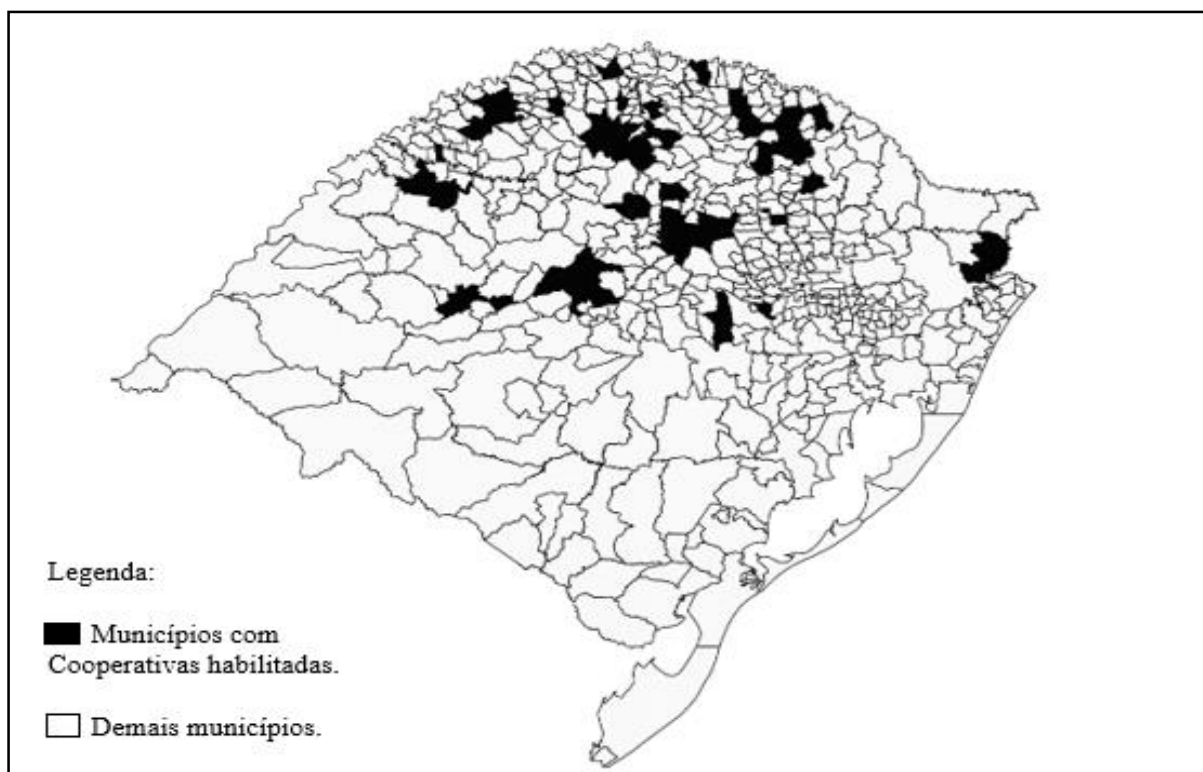 Legenda:
Municípios com
Cooperativas habilitadas.
Demais municípios.